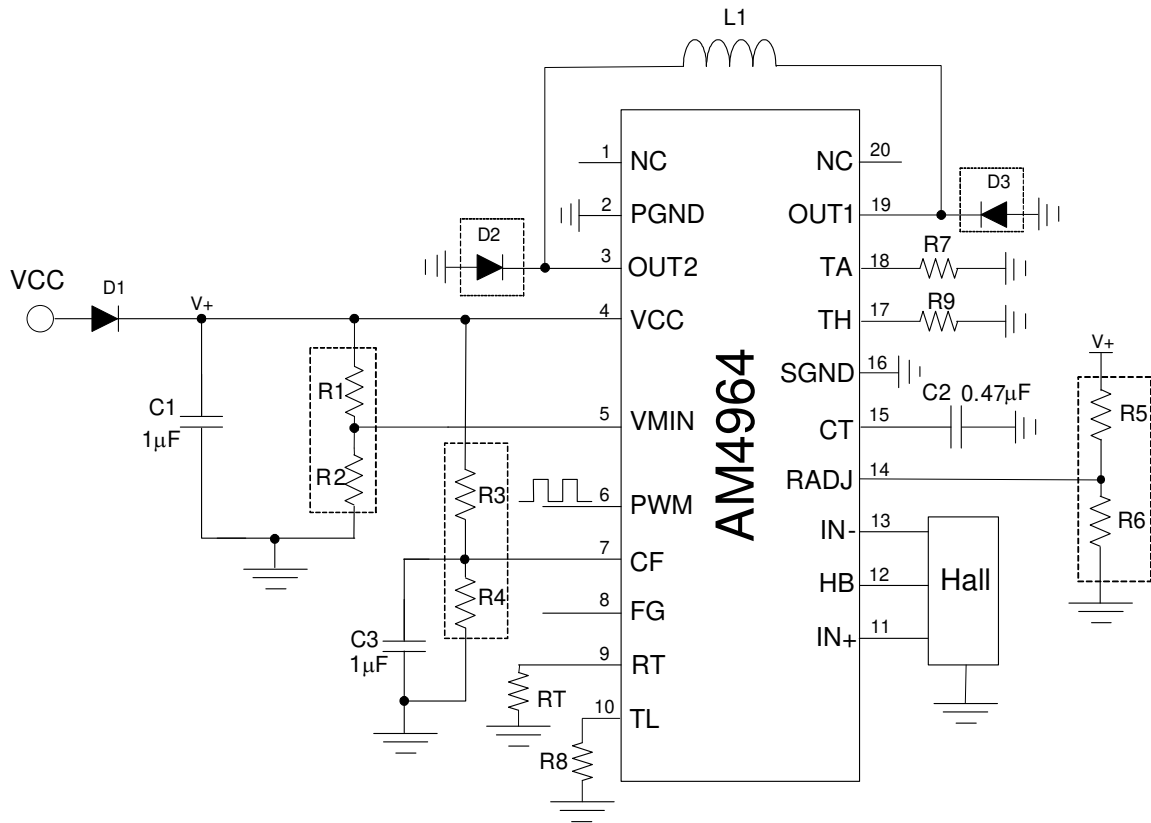 L1
1 NC
NC 20
2 PGND
OUT1 19
D3
D2
3 OUT2
TA 18
R7
VCC
D1
V+
4 VCC
TH 17
R9
V+
SGND 16
C1
1µF
R1
R2
5 VMIN
CT 15
C2 0.47µF
R5
R6
RADJ 14
6 PWM
R3
R4
IN- 13
7 CF
HB 12
Hall
8 FG
IN+ 11
C3
1µF
9 RT
RT
10 TL
R8
AM4964